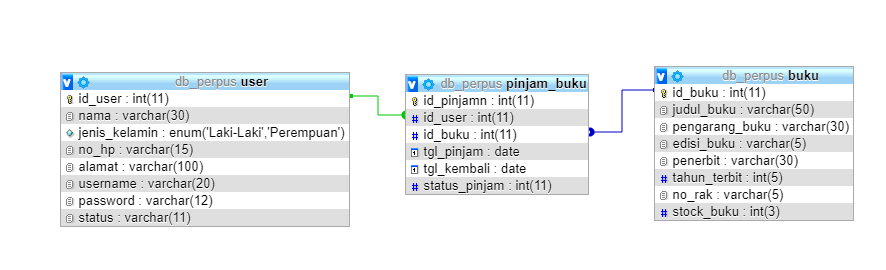 db_perpus user
id_user : int(11)
nama : varchar(30)
jenis_kelamin : enum('Laki-Laki','Perempuan')
no_hp : varchar(15)
alamat : varchar(100)
username : varchar(20)
password : varchar(12)
status : varchar(11)
db_perpus pinjam_buku
id_pinjamn : int(11)
id_user : int(11)
id_buku : int(11)
tgl_pinjam : date
tgl_kembali : date
status_pinjam : int(11)
db_perpus buku
id_buku : int(11)
judul_buku : varchar(50)
pengarang_buku : varchar(30)
edisi_buku : varchar(5)
penerbit : varchar(30)
tahun_terbit : int(5)
no_rak : varchar(5)
stock_buku : int(3)